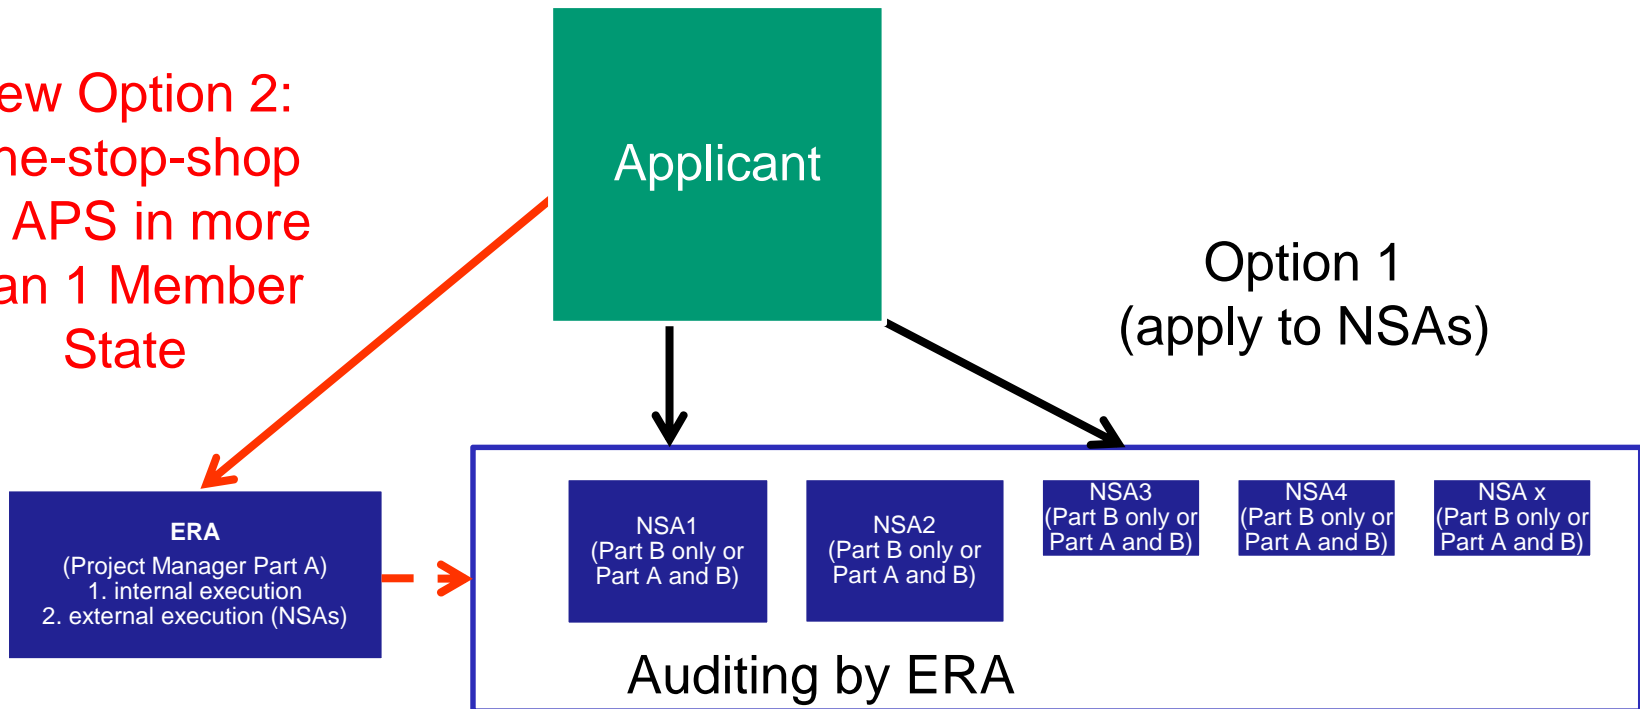 ew Option 2:
ne-stop-shop
APS in more
an 1 Member
State
Applicant
Option 1
(apply to NSAs)
ERA
(Project Manager Part A)
1. internal execution
2. external execution (NSAs)
NSA1
(Part B only or
Part A and B)
NSA2
(Part B only or
Part A and B)
NSA3
(Part B only or
Part A and B)
NSA4
(Part B only or
Part A and B)
NSA x
(Part B only or
Part A and B)
Auditing by ERA